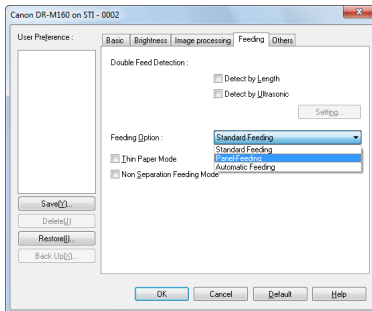 Canon DR-M160 on STI - 0002
User Preference :
Basic Brightness Image processing Feeding Others
Double Feed Detection :
Detect by Length
Detect by Ultrasonic
Setting...
Feeding Option : Standard Feeding
Standard Feeding
Panel-Feeding
Automatic Feeding
Thin Paper Mode
Non Separation Feeding Mode
Save(Y)...
Delete(J)
Restore(I)...
Back Up(X)...
OK Cancel Default Help